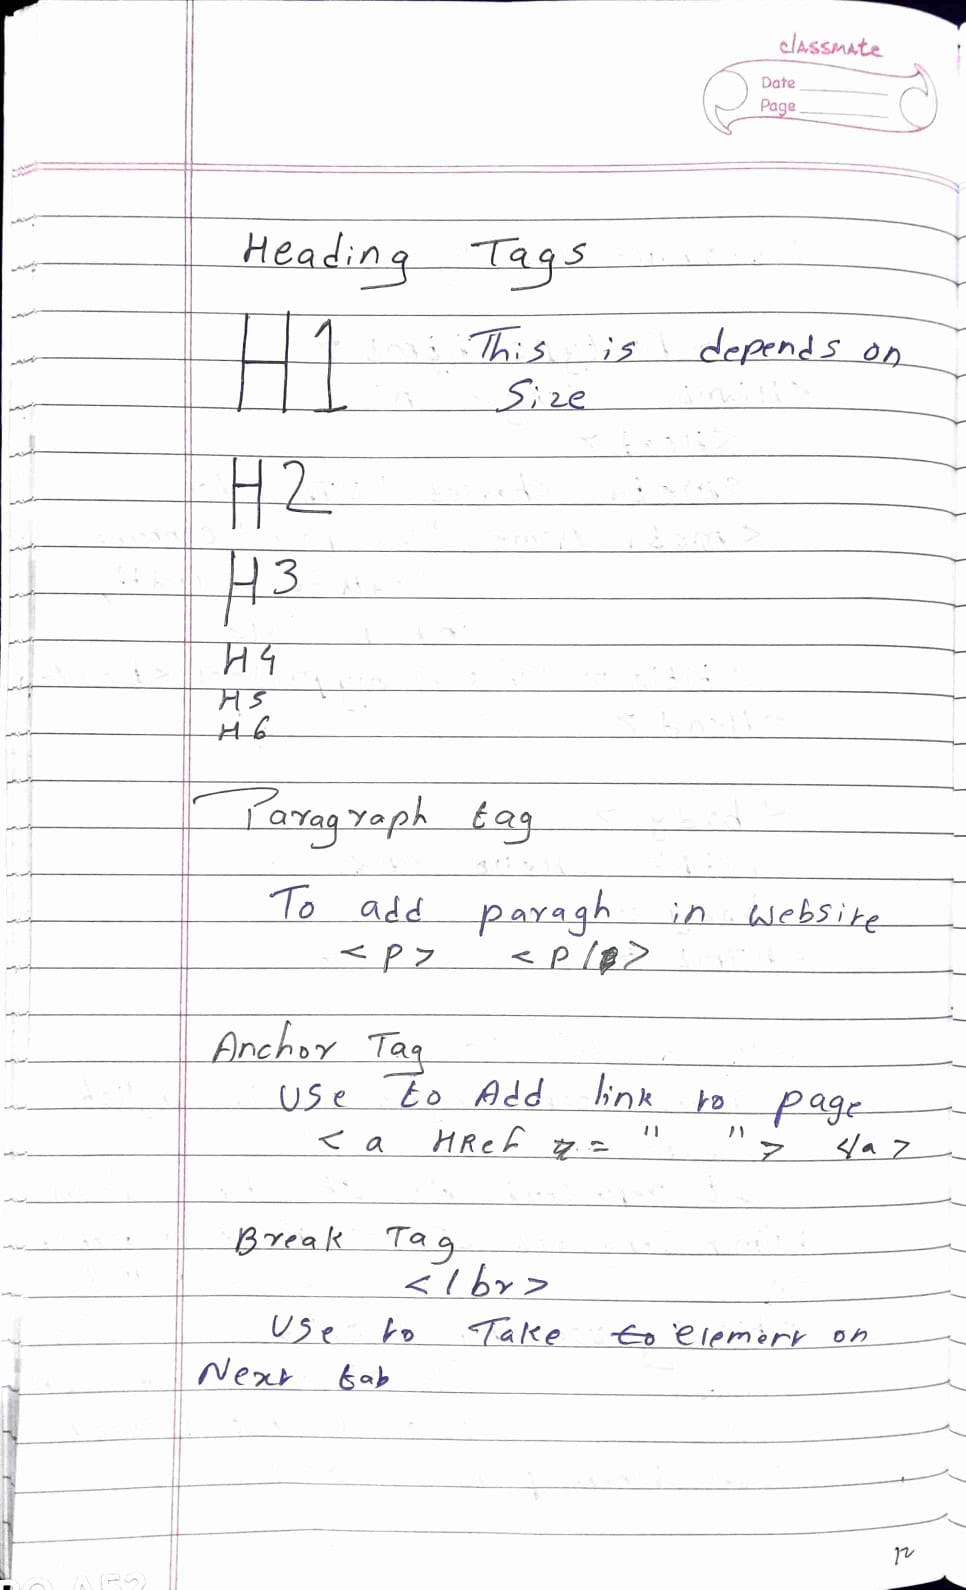 classmate
Date
Page
Heading Tags
H1 This is depends on
Size
H2
H3
H4
H5
H6
Paragraph tag
To add paragh in website
<p> <p/>
Anchor Tag
Use to Add link to page
<a HRef = " "> </a>
Break Tag
</br>
Use to Take to element on
Next tab